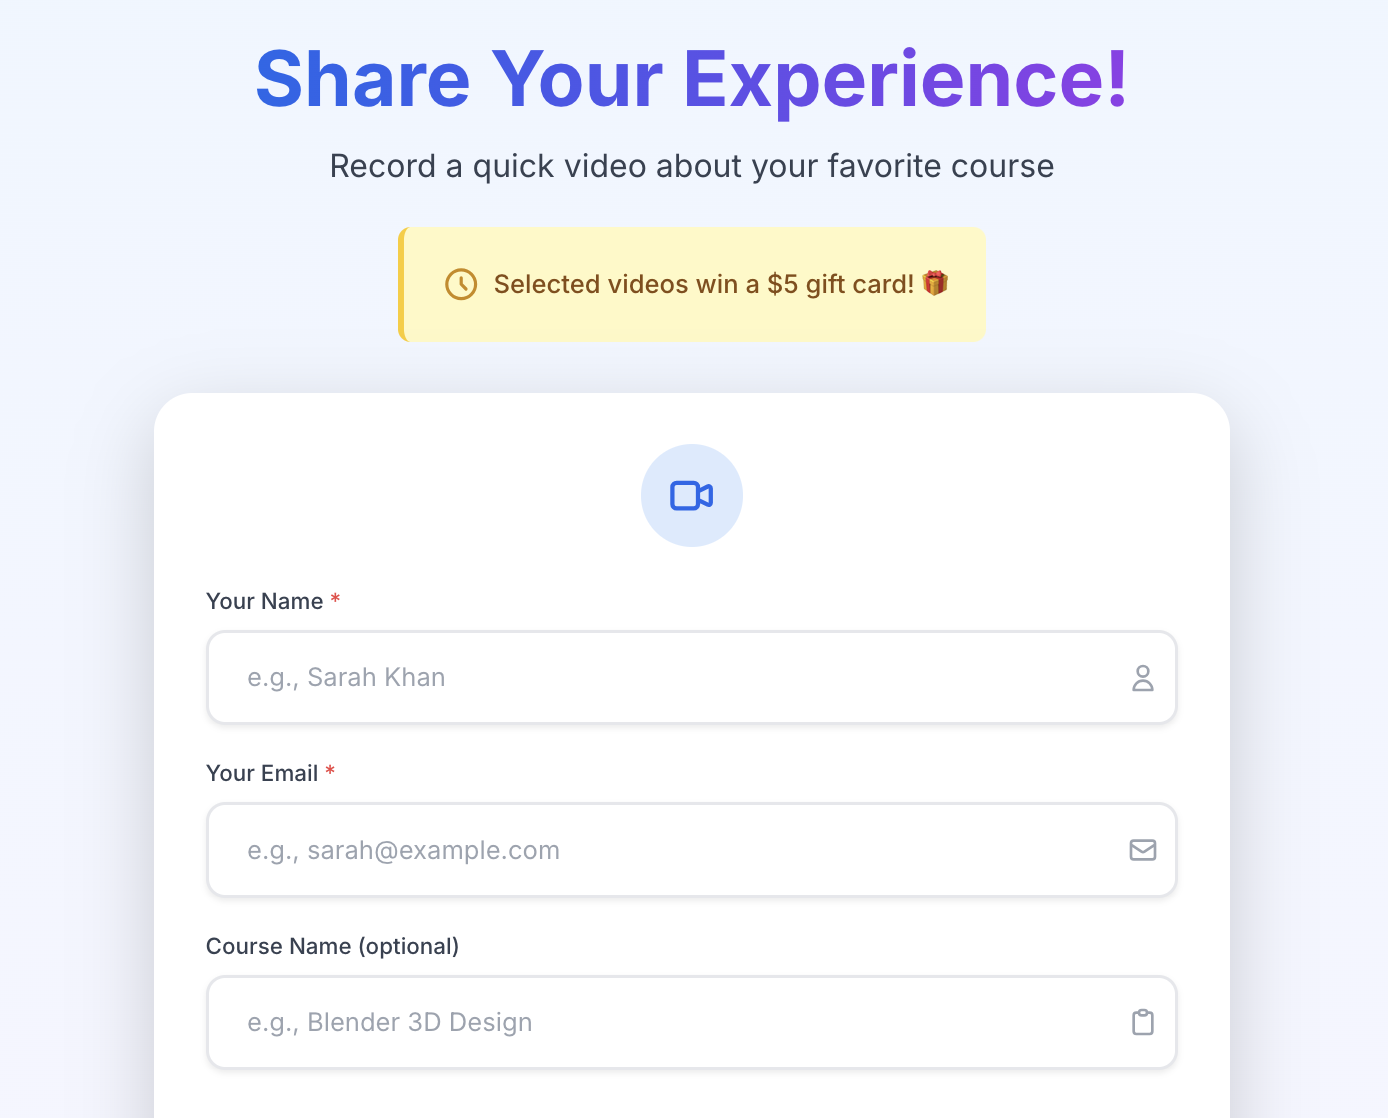 Share Your Experience!
Record a quick video about your favorite course
Selected videos win a $5 gift card! 🎁
Your Name *
e.g., Sarah Khan
Your Email *
e.g., sarah@example.com
Course Name (optional)
e.g., Blender 3D Design